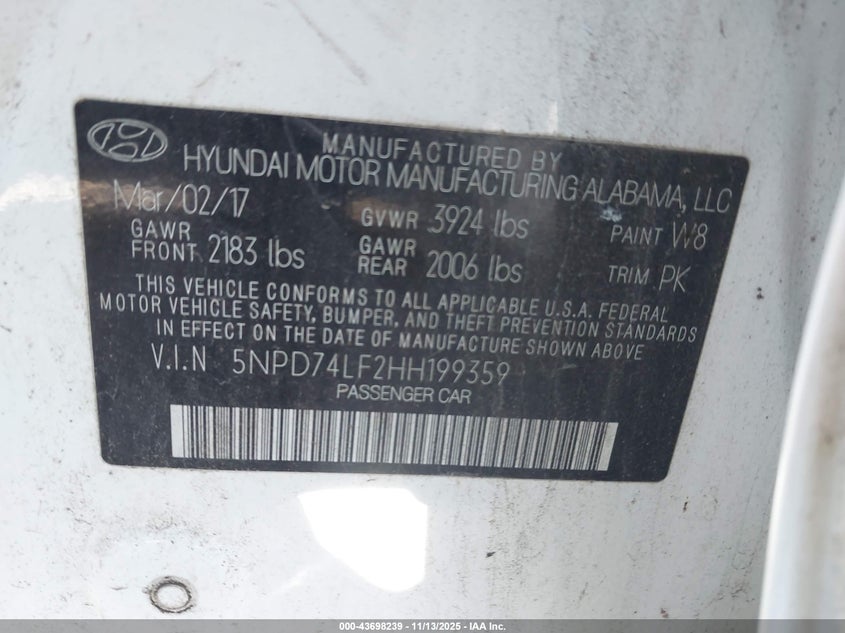 MANUFACTURED BY
HYUNDAI MOTOR MANUFACTURING ALABAMA, LLC
Mar/02/17 GVWR 3924 lbs PAINT W8
GAWR FRONT 2183 lbs GAWR REAR 2006 lbs TRIM PK
THIS VEHICLE CONFORMS TO ALL APPLICABLE U.S.A. FEDERAL
MOTOR VEHICLE SAFETY, BUMPER, AND THEFT PREVENTION STANDARDS
IN EFFECT ON THE DATE OF MANUFACTURE SHOWN ABOVE
V.I.N 5NPD74LF2HH199359
PASSENGER CAR
000-43698239 - 11/13/2025 - IAA Inc.